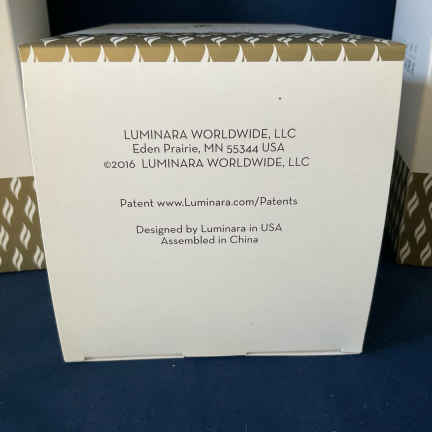 LUMINARA WORLDWIDE, LLC
Eden Prairie, MN 55344 USA
©2016 LUMINARA WORLDWIDE, LLC
Patent www.Luminara.com/Patents
Designed by Luminara in USA
Assembled in China